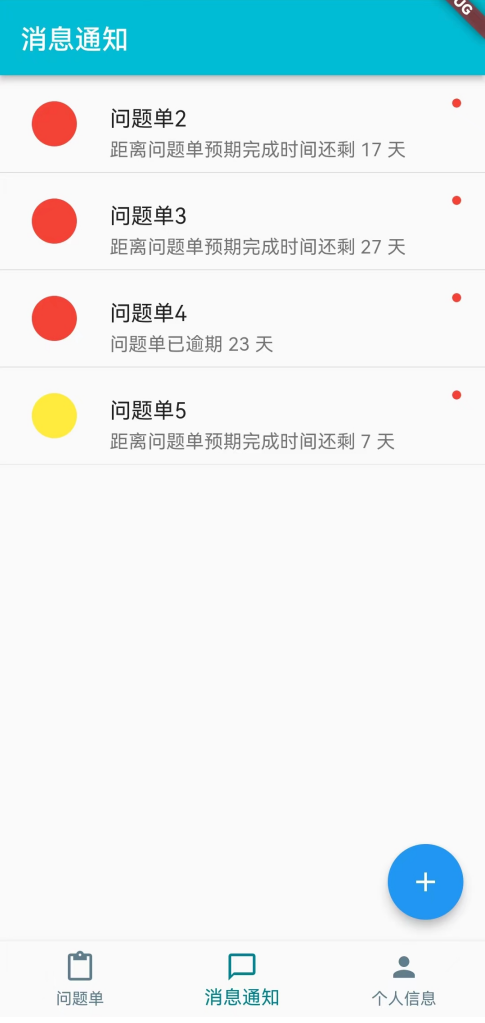 消息通知
UG
问题单2
距离问题单预期完成时间还剩 17 天
问题单3
距离问题单预期完成时间还剩 27 天
问题单4
问题单已逾期 23 天
问题单5
距离问题单预期完成时间还剩 7 天
问题单
消息通知
个人信息